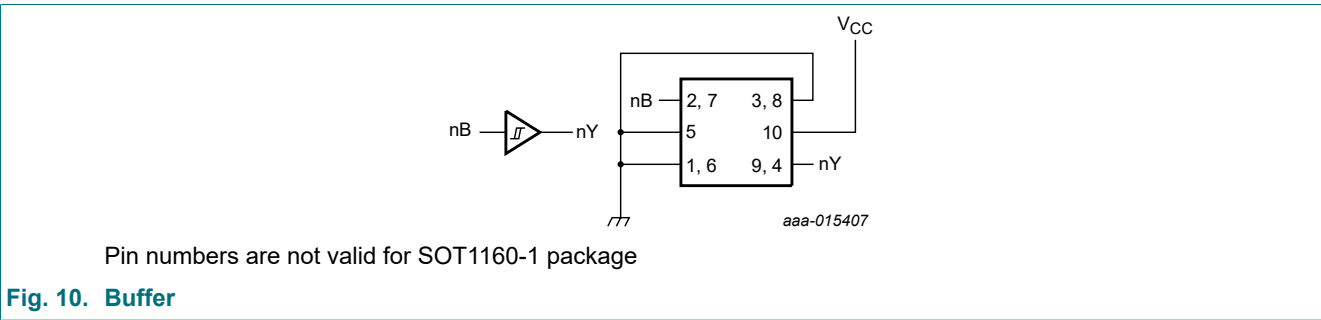 V_CC
nB 2, 7 3, 8
nB nY 5 10
1, 6 9, 4 nY
aaa-015407
Pin numbers are not valid for SOT1160-1 package
Fig. 10. Buffer